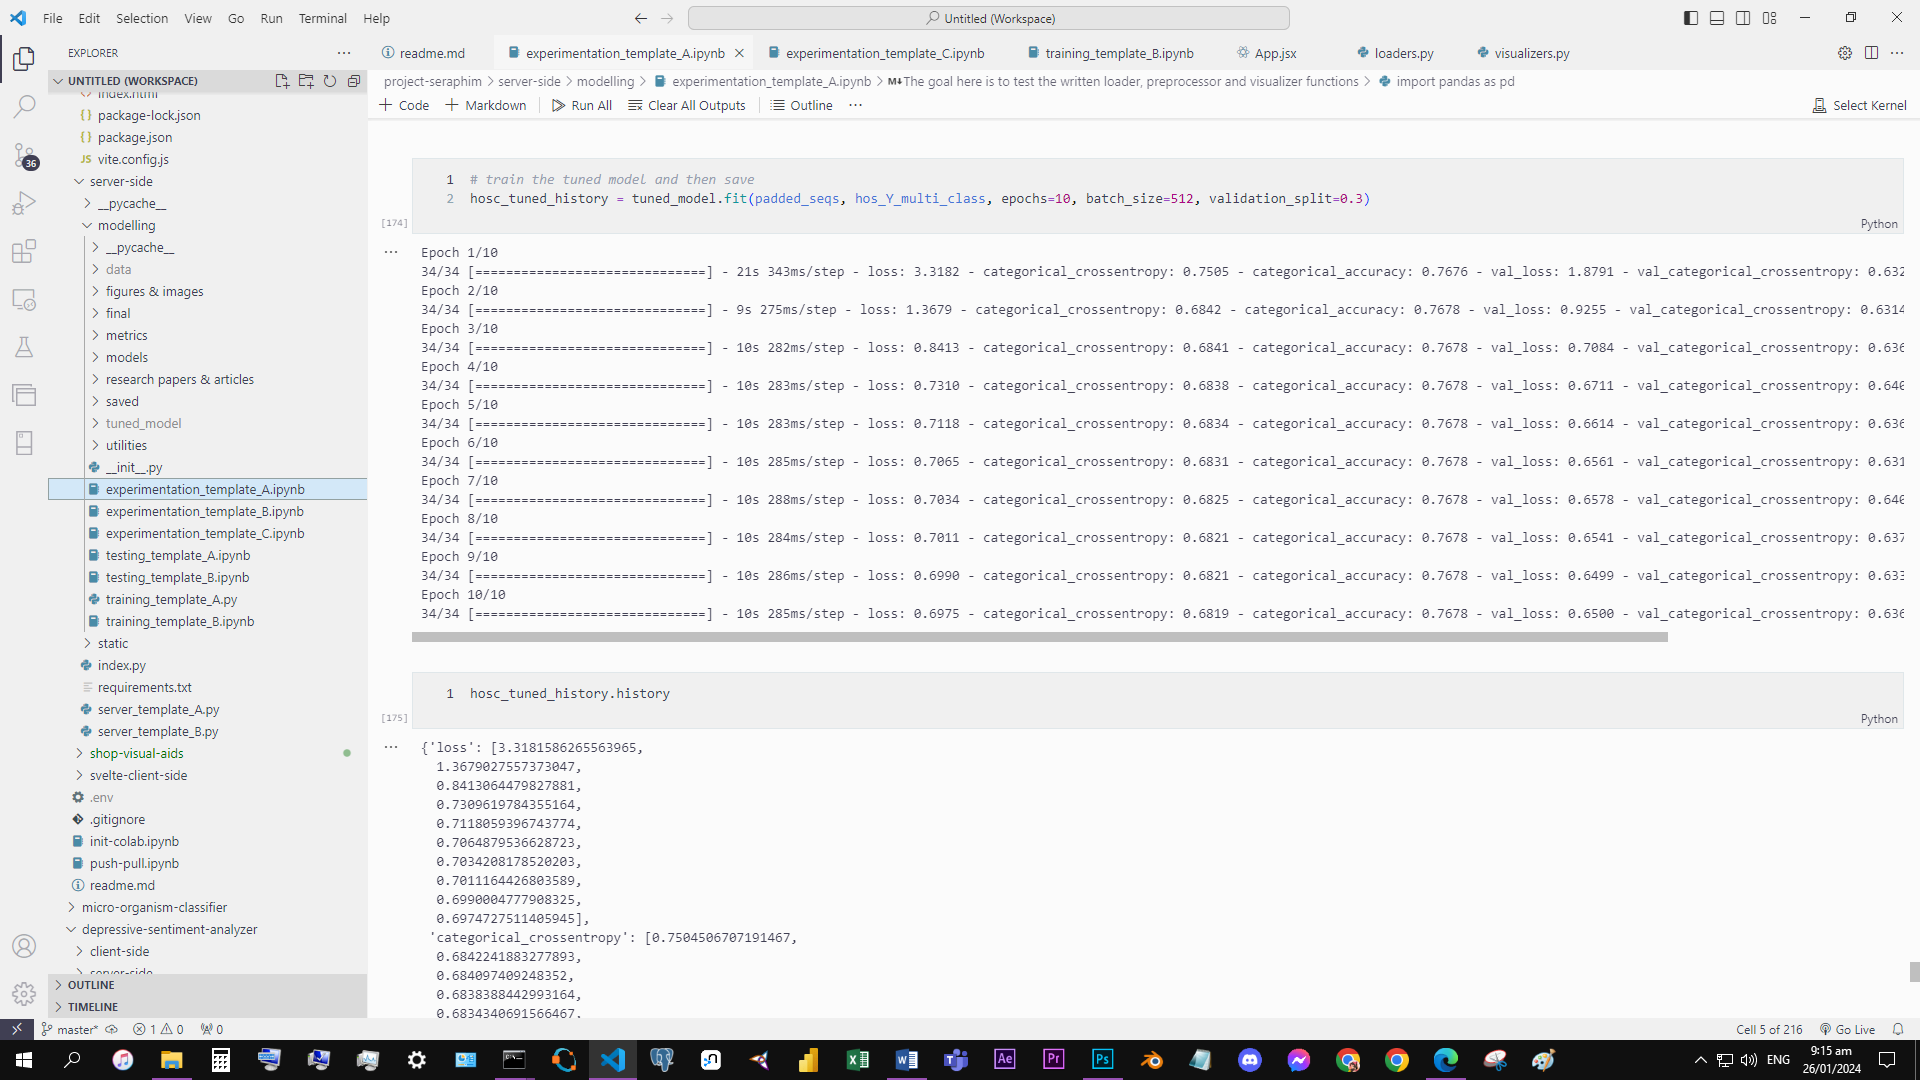 File Edit Selection View Go Run Terminal Help
Untitled (Workspace)
EXPLORER
UNTITLED (WORKSPACE)
index.html
package-lock.json
package.json
JS vite.config.js
server-side
__pycache__
modelling
__pycache__
data
figures & images
final
metrics
models
research papers & articles
saved
tuned_model
utilities
__init__.py
experimentation_template_A.ipynb
experimentation_template_B.ipynb
experimentation_template_C.ipynb
testing_template_A.ipynb
testing_template_B.ipynb
training_template_A.py
training_template_B.ipynb
static
index.py
requirements.txt
server_template_A.py
server_template_B.py
shop-visual-aids
svelte-client-side
.env
.gitignore
init-colab.ipynb
push-pull.ipynb
readme.md
micro-organism-classifier
depressive-sentiment-analyzer
client-side
server-side
OUTLINE
TIMELINE
36
readme.md experimentation_template_A.ipynb experimentation_template_C.ipynb training_template_B.ipynb App.jsx loaders.py visualizers.py
project-seraphim > server-side > modelling > experimentation_template_A.ipynb > M↓The goal here is to test the written loader, preprocessor and visualizer functions > import pandas as pd
+ Code + Markdown Run All Clear All Outputs Outline ... Select Kernel
1 # train the tuned model and then save
2 hosc_tuned_history = tuned_model.fit(padded_seqs, hos_Y_multi_class, epochs=10, batch_size=512, validation_split=0.3)
[174] Python
Epoch 1/10
34/34 [==============================] - 21s 343ms/step - loss: 3.3182 - categorical_crossentropy: 0.7505 - categorical_accuracy: 0.7676 - val_loss: 1.8791 - val_categorical_crossentropy: 0.632
Epoch 2/10
34/34 [==============================] - 9s 275ms/step - loss: 1.3679 - categorical_crossentropy: 0.6842 - categorical_accuracy: 0.7678 - val_loss: 0.9255 - val_categorical_crossentropy: 0.6314
Epoch 3/10
34/34 [==============================] - 10s 282ms/step - loss: 0.8413 - categorical_crossentropy: 0.6841 - categorical_accuracy: 0.7678 - val_loss: 0.7084 - val_categorical_crossentropy: 0.636
Epoch 4/10
34/34 [==============================] - 10s 283ms/step - loss: 0.7310 - categorical_crossentropy: 0.6838 - categorical_accuracy: 0.7678 - val_loss: 0.6711 - val_categorical_crossentropy: 0.640
Epoch 5/10
34/34 [==============================] - 10s 283ms/step - loss: 0.7118 - categorical_crossentropy: 0.6834 - categorical_accuracy: 0.7678 - val_loss: 0.6614 - val_categorical_crossentropy: 0.636
Epoch 6/10
34/34 [==============================] - 10s 285ms/step - loss: 0.7065 - categorical_crossentropy: 0.6831 - categorical_accuracy: 0.7678 - val_loss: 0.6561 - val_categorical_crossentropy: 0.631
Epoch 7/10
34/34 [==============================] - 10s 288ms/step - loss: 0.7034 - categorical_crossentropy: 0.6825 - categorical_accuracy: 0.7678 - val_loss: 0.6578 - val_categorical_crossentropy: 0.640
Epoch 8/10
34/34 [==============================] - 10s 284ms/step - loss: 0.7011 - categorical_crossentropy: 0.6821 - categorical_accuracy: 0.7678 - val_loss: 0.6541 - val_categorical_crossentropy: 0.637
Epoch 9/10
34/34 [==============================] - 10s 286ms/step - loss: 0.6990 - categorical_crossentropy: 0.6821 - categorical_accuracy: 0.7678 - val_loss: 0.6499 - val_categorical_crossentropy: 0.633
Epoch 10/10
34/34 [==============================] - 10s 285ms/step - loss: 0.6975 - categorical_crossentropy: 0.6819 - categorical_accuracy: 0.7678 - val_loss: 0.6500 - val_categorical_crossentropy: 0.636
1 hosc_tuned_history.history
[175] Python
{'loss': [3.3181586265563965,
1.3679027557373047,
0.8413064479827881,
0.7309619784355164,
0.7118059396743774,
0.7064879536628723,
0.7034208178520203,
0.7011164426803589,
0.6990004777908325,
0.6974727511405945],
'categorical_crossentropy': [0.7504506707191467,
0.6842241883277893,
0.684097409248352,
0.6838388442993164,
0.6834340691566467,
master* 1 0 0 Cell 5 of 216 Go Live
ENG 9:15 am
26/01/2024